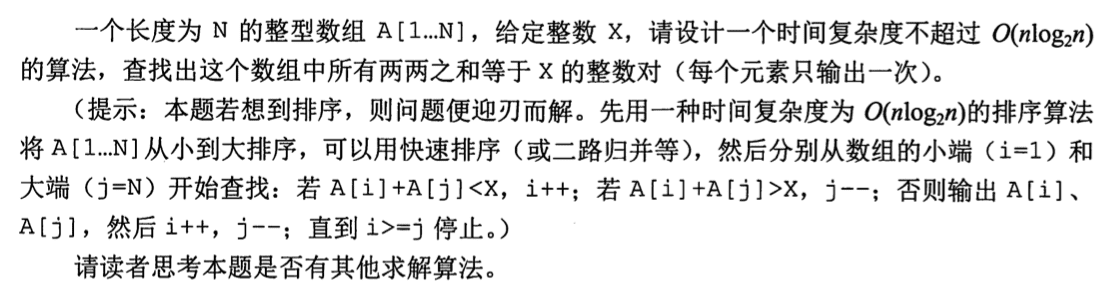 一个长度为 N 的整型数组 A[1…N]，给定整数 X，请设计一个时间复杂度不超过 O(nlog₂n)
的算法，查找出这个数组中所有两两之和等于 X 的整数对（每个元素只输出一次）。
（提示：本题若想到排序，则问题便迎刃而解。先用一种时间复杂度为 O(nlog₂n)的排序算法
将 A[1…N]从小到大排序，可以用快速排序（或二路归并等），然后分别从数组的小端（i=1）和
大端（j=N）开始查找：若 A[i]+A[j]<X，i++；若 A[i]+A[j]>X，j--；否则输出 A[i]、
A[j]，然后 i++，j--；直到 i>=j 停止。）
请读者思考本题是否有其他求解算法。